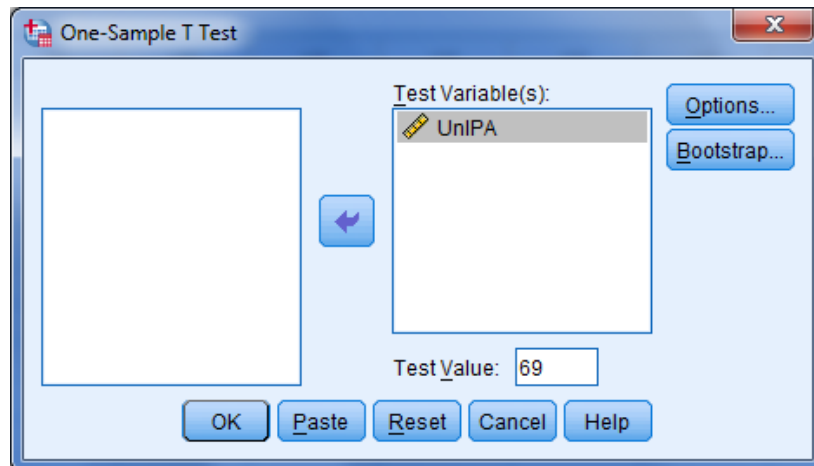 One-Sample T Test
Test Variable(s):
UnIPA
Options...
Bootstrap...
Test Value: 69
OK Paste Reset Cancel Help